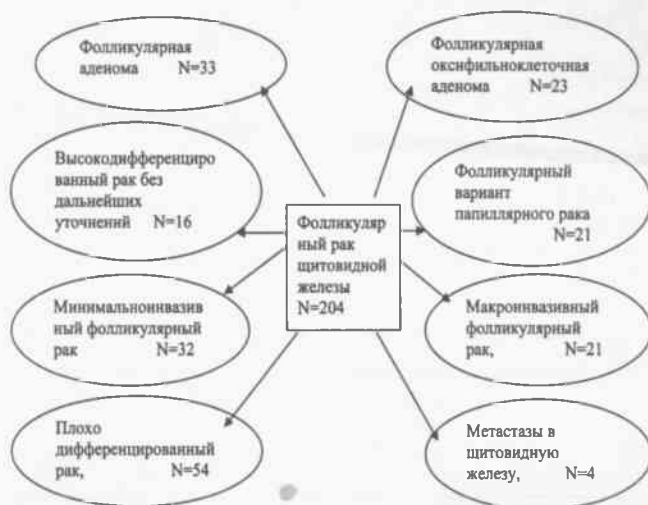 Фолликулярная
аденома N=33
Фолликулярная
оксифильноклеточная
аденома N=23
Высокодифференциро
ванный рак без
дальнейших
уточнений N=16
Фолликулярный
вариант
папиллярного рака
N=21
Фолликуляр
ный рак
щитовидной
железы
N=204
Минимальноинвазив
ный фолликулярный
рак N=32
Макроинвазивный
фолликулярный
рак, N=21
Плохо
дифференцированный
рак, N=54
Метастазы в
щитовидную
железу, N=4